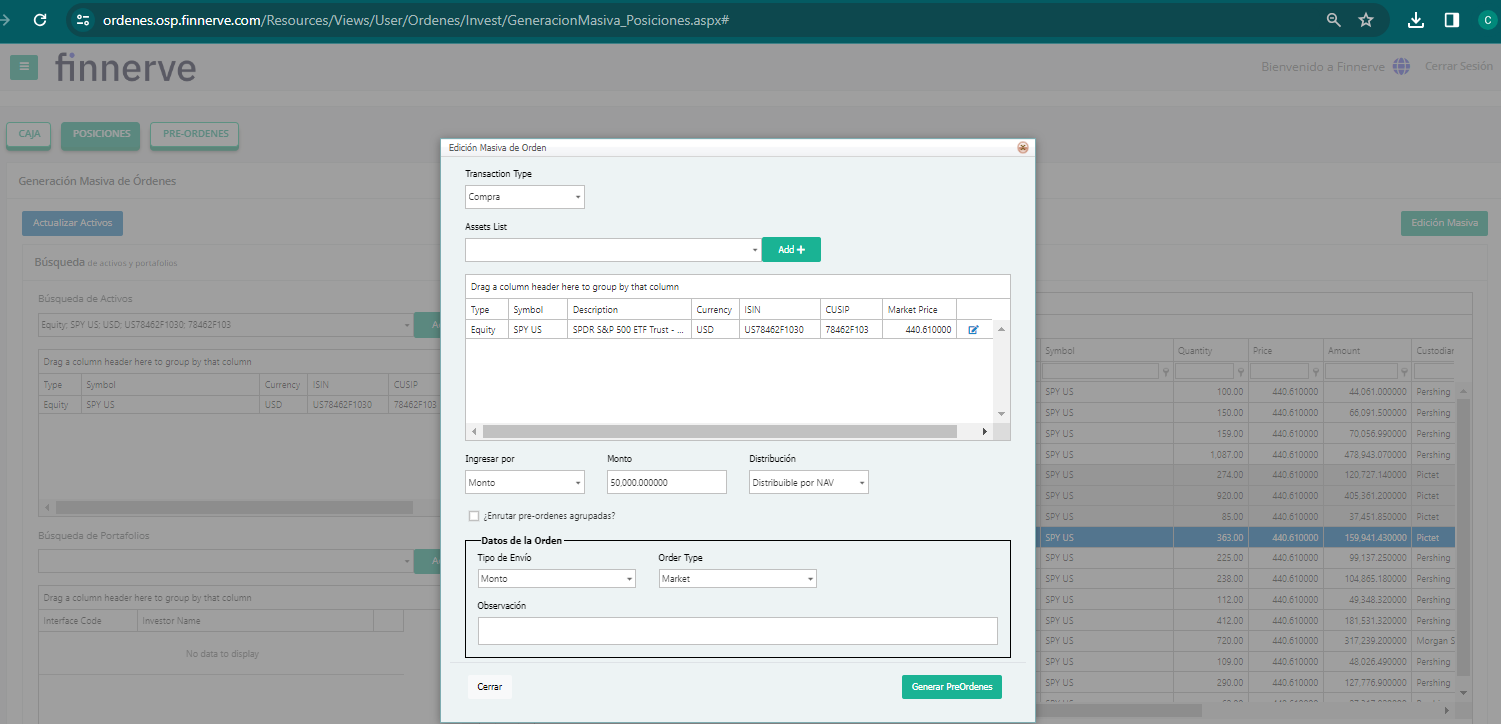 ordenes.osp.finnerve.com/Resources/Views/User/Ordenes/Invest/GeneracionMasiva_Posiciones.aspx#
C
finnerve
Bienvenido a Finnerve
Cerrar Sesión
CAJA
POSICIONES
PRE-ORDENES
Generación Masiva de Órdenes
Actualizar Activos
Edición Masiva
Búsqueda de activos y portafolios
Búsqueda de Activos
Equity; SPY US; USD; US78462F1030; 78462F103
Drag a column header here to group by that column
Type Symbol Currency ISIN CUSIP
Equity SPY US USD US78462F1030 78462F103
Búsqueda de Portafolios
Drag a column header here to group by that column
Interface Code Investor Name
No data to display
Edición Masiva de Orden
Transaction Type
Compra
Assets List
Add +
Drag a column header here to group by that column
Type Symbol Description Currency ISIN CUSIP Market Price
Equity SPY US SPDR S&P 500 ETF Trust - ... USD US78462F1030 78462F103 440.610000
Ingresar por Monto Distribución
Monto 50,000.000000 Distribuible por NAV
¿Enrutar pre-ordenes agrupadas?
Datos de la Orden
Tipo de Envío Order Type
Monto Market
Observación
Cerrar
Generar PreOrdenes
Symbol Quantity Price Amount Custodian
SPY US 100.00 440.610000 44,061.000000 Pershing
SPY US 150.00 440.610000 66,091.500000 Pershing
SPY US 159.00 440.610000 70,056.990000 Pershing
SPY US 1,087.00 440.610000 478,943.070000 Pershing
SPY US 274.00 440.610000 120,727.140000 Pictet
SPY US 920.00 440.610000 405,361.200000 Pictet
SPY US 85.00 440.610000 37,451.850000 Pictet
SPY US 363.00 440.610000 159,941.430000 Pictet
SPY US 225.00 440.610000 99,137.250000 Pershing
SPY US 238.00 440.610000 104,865.180000 Pershing
SPY US 112.00 440.610000 49,348.320000 Pershing
SPY US 412.00 440.610000 181,531.320000 Pershing
SPY US 720.00 440.610000 317,239.200000 Morgan S
SPY US 109.00 440.610000 48,026.490000 Pershing
SPY US 290.00 440.610000 127,776.900000 Pershing